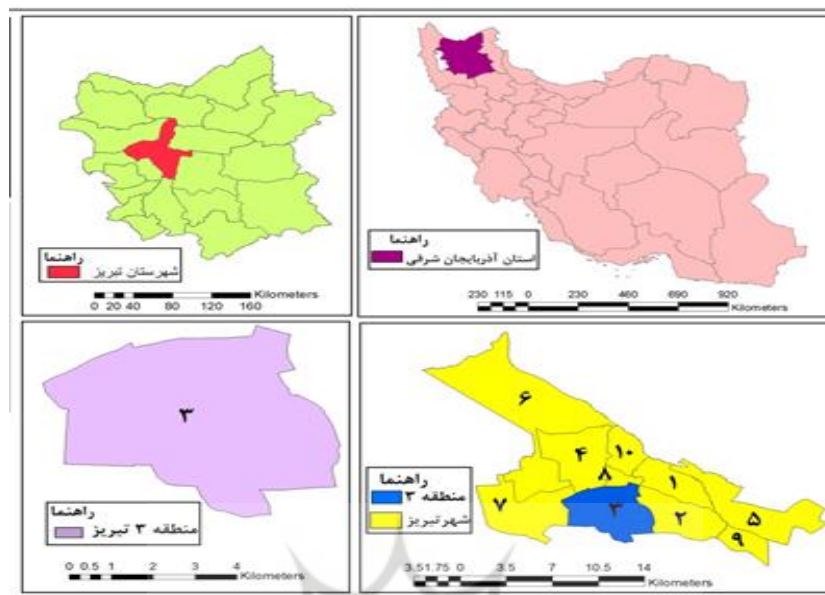 راهنما
شهرستان تبریز
0 20 40 80 120 160
Kilometers
راهنما
استان آذربایجان شرقی
230 115 0 230 460 690 920
Kilometers
۳
راهنما
منطقه ۳ تبریز
0 0.5 1 2 3 4
Kilometers
۶
۴
۱۰
۸
۱
۷
۳
۲
۵
۹
راهنما
منطقه ۳
شهرتبریز
3.51.75 0 3.5 7 10.5 14
Kilometers